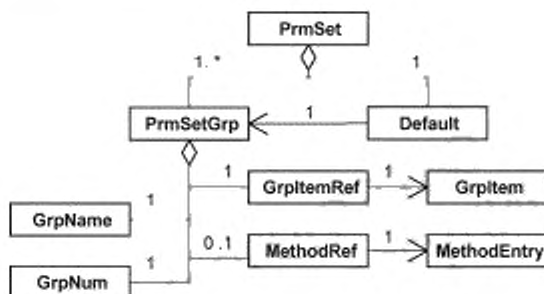 PrmSet
1..* 1
PrmSetGrp 1 Default
1 GrpItemRef 1 GrpItem
GrpName 1
0.1 MethodRef 1 MethodEntry
GrpNum 1